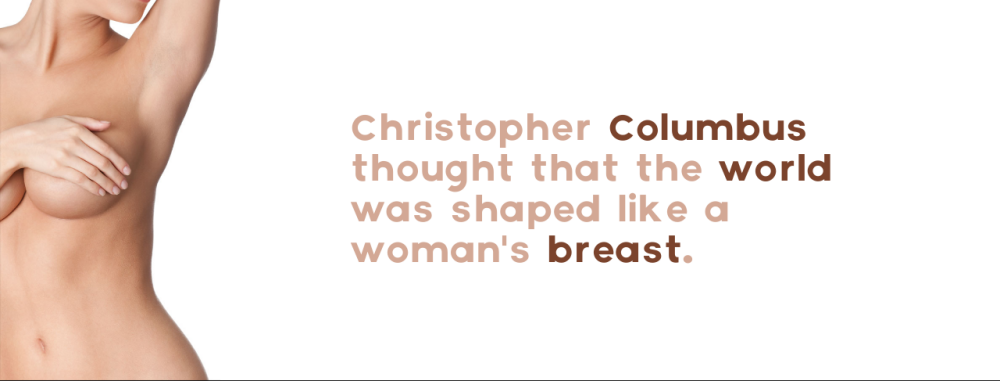 Christopher Columbus
thought that the world
was shaped like a
woman's breast.